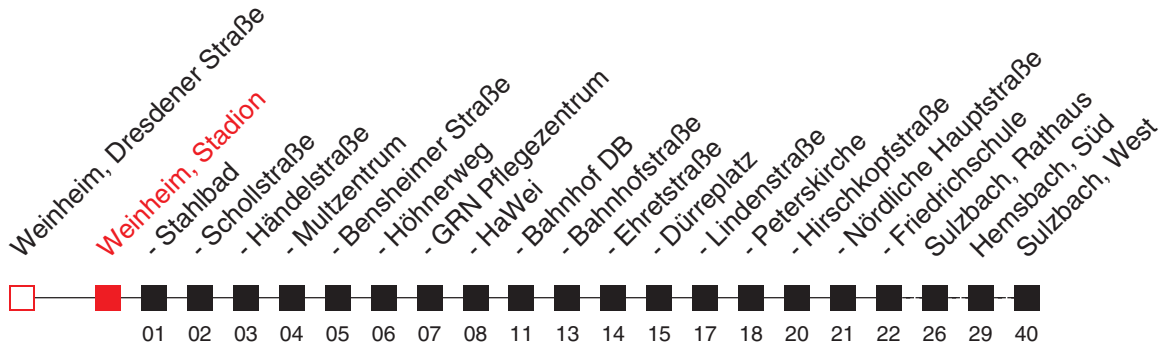 Weinheim, Dresdener Straße
Weinheim, Stadion
- Stahlbad
- Schollstraße
- Händelstraße
- Multzentrum
- Bensheimer Straße
- Höhnerweg
- GRN Pflegezentrum
- HaWei
- Bahnhof DB
- Bahnhofstraße
- Ehretstraße
- Dürreplatz
- Lindenstraße
- Peterskirche
- Hirschkopfstraße
- Nördliche Hauptstraße
- Friedrichschule
Sulzbach, Rathaus
Hemsbach, Süd
Sulzbach, West
01 02 03 04 05 06 07 08 11 13 14 15 17 18 20 21 22 26 29 40